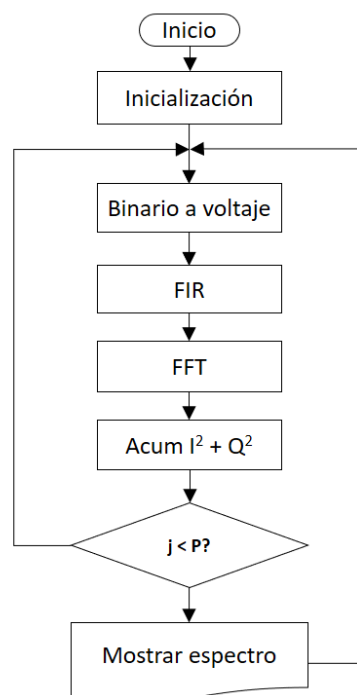 Inicio
Inicialización
Binario a voltaje
FIR
FFT
Acum I² + Q²
j < P?
Mostrar espectro